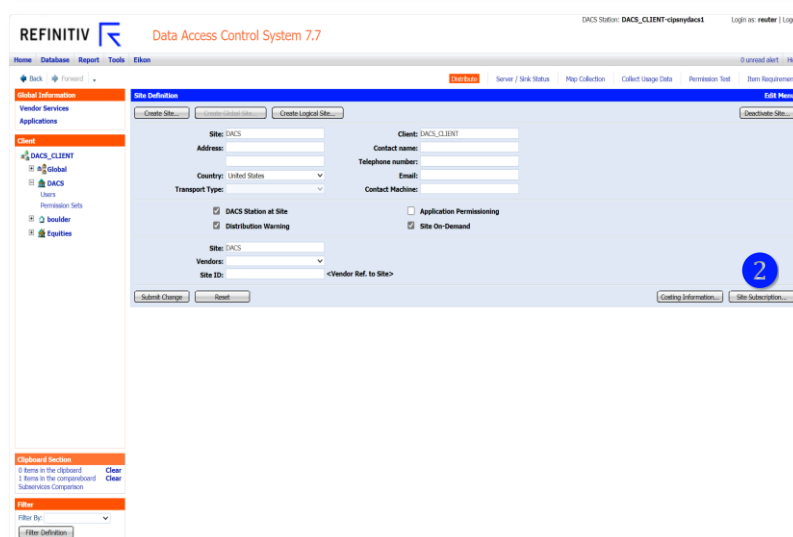 DACS Station: DACS_CLIENT-cipsnydacs1 Login as: reuter | Log
REFINITIV
Data Access Control System 7.7
Home Database Report Tools Eikon
0 unread alert
Back Forward
Distribute Server / Sink Status Map Collection Collect Usage Data Permission Test Item Requiremen
Global Information
Vendor Services
Applications
Client
DACS_CLIENT
Global
DACS
Users
Permission Sets
boulder
Equities
Site Definition Edit Menu
Create Site... Create Global Site... Create Logical Site... Deactivate Site...
Site: DACS Client: DACS_CLIENT
Address: Contact name:
Telephone number:
Country: United States Email:
Transport Type: Contact Machine:
DACS Station at Site Application Permissioning
Distribution Warning Site On-Demand
Site: DACS
Vendors:
Site ID: <Vendor Ref. to Site>
2
Submit Change Reset Costing Information... Site Subscription...
Clipboard Section
0 items in the clipboard Clear
1 items in the compareboard Clear
Subservices Comparison
Filter
Filter By:
Filter Definition